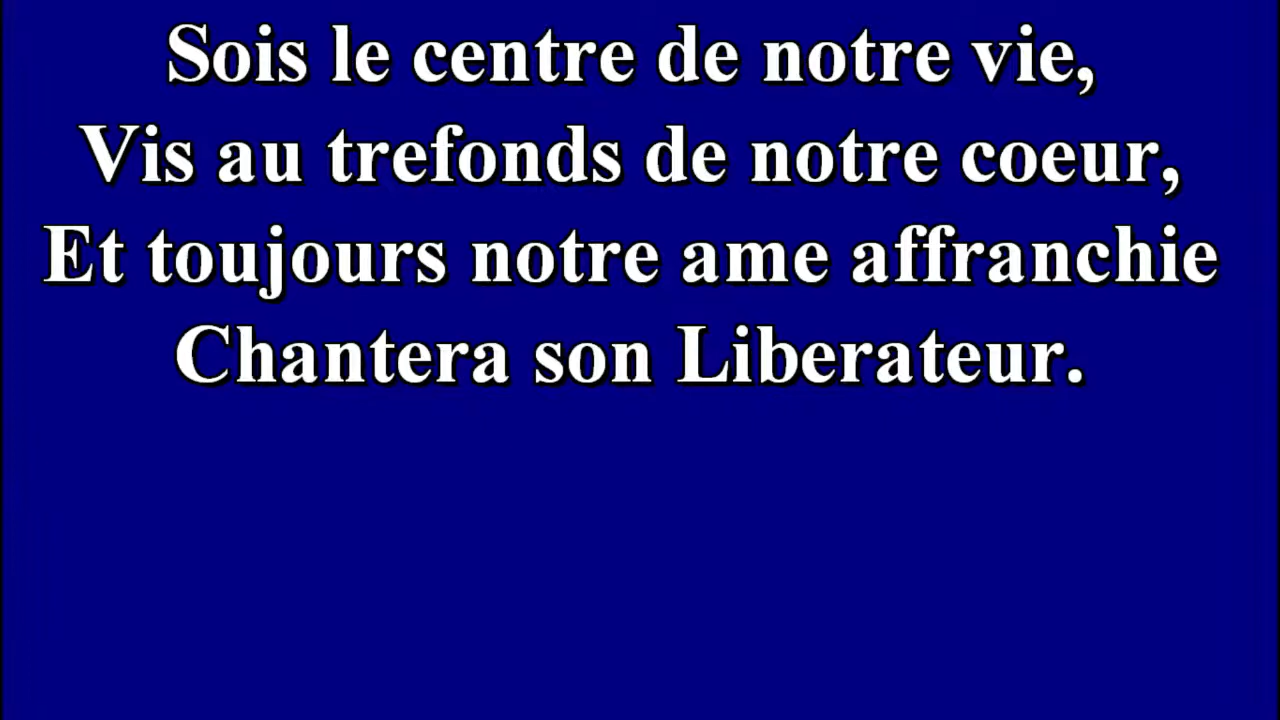 Sois le centre de notre vie,
Vis au trefonds de notre coeur,
Et toujours notre ame affranchie
Chantera son Liberateur.